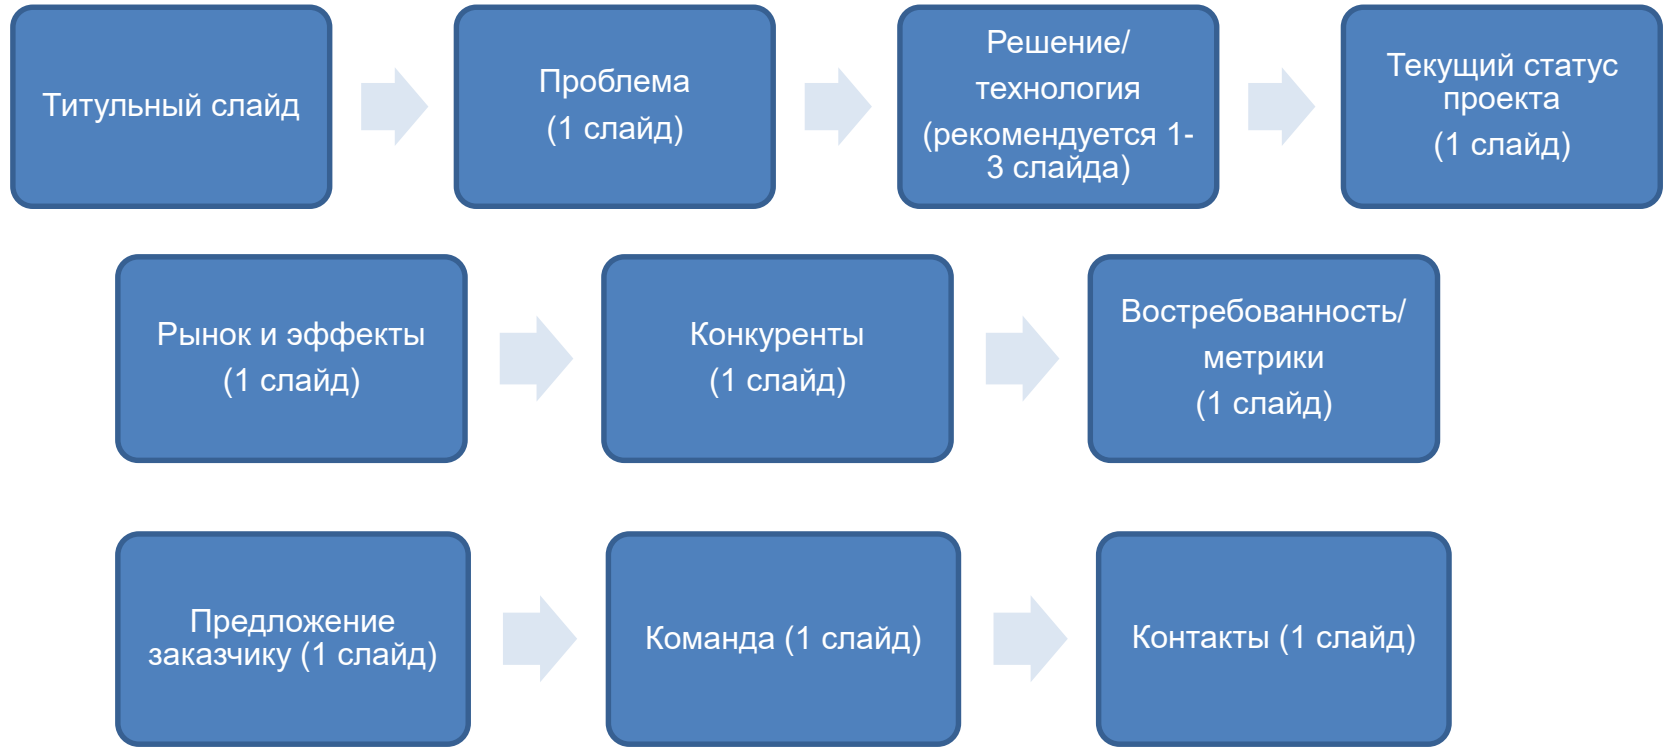 Титульный слайд
Проблема
(1 слайд)
Решение/
технология
(рекомендуется 1-
3 слайда)
Текущий статус
проекта
(1 слайд)
Рынок и эффекты
(1 слайд)
Конкуренты
(1 слайд)
Востребованность/
метрики
(1 слайд)
Предложение
заказчику (1 слайд)
Команда (1 слайд)
Контакты (1 слайд)